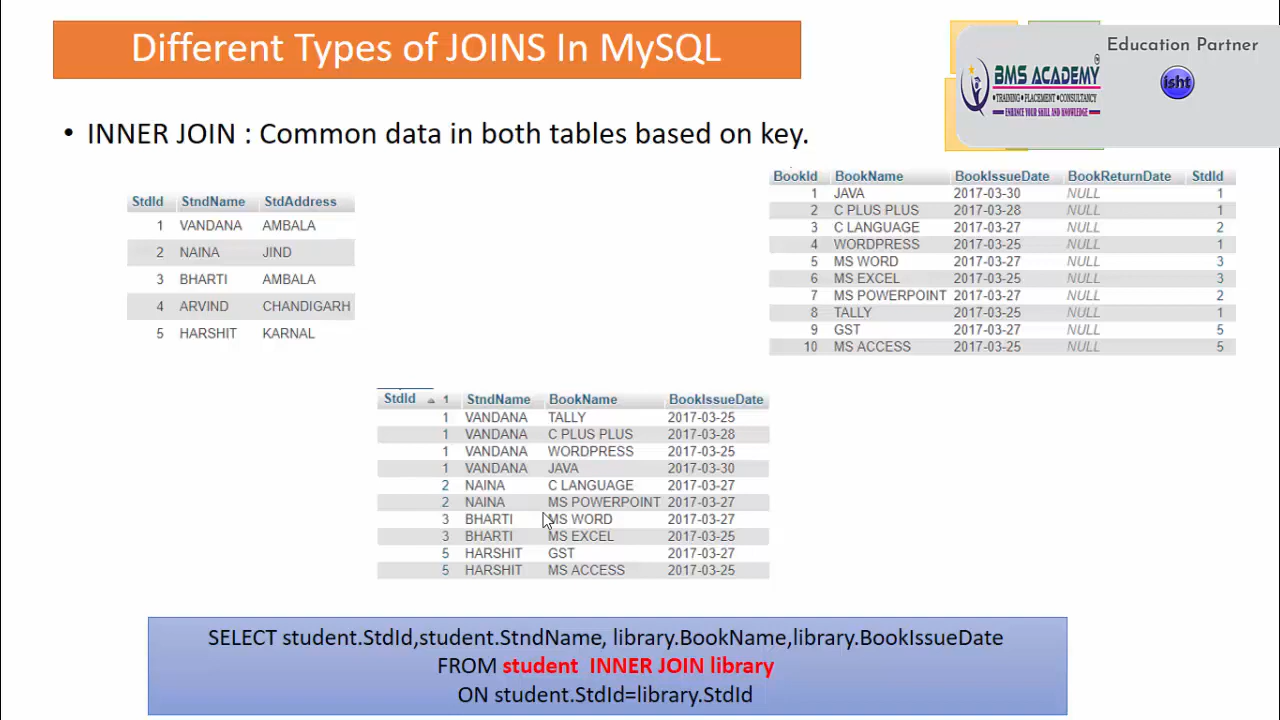 Different Types of JOINS In MySQL
Education Partner
BMS ACADEMY
®
• TRAINING • PLACEMENT • CONSULTANCY
ENHANCE YOUR SKILL AND KNOWLEDGE
isht
• INNER JOIN : Common data in both tables based on key.
StdId StndName StdAddress
1 VANDANA AMBALA
2 NAINA JIND
3 BHARTI AMBALA
4 ARVIND CHANDIGARH
5 HARSHIT KARNAL
BookId BookName BookIssueDate BookReturnDate StdId
1 JAVA 2017-03-30 NULL 1
2 C PLUS PLUS 2017-03-28 NULL 1
3 C LANGUAGE 2017-03-27 NULL 2
4 WORDPRESS 2017-03-25 NULL 1
5 MS WORD 2017-03-27 NULL 3
6 MS EXCEL 2017-03-25 NULL 3
7 MS POWERPOINT 2017-03-27 NULL 2
8 TALLY 2017-03-25 NULL 1
9 GST 2017-03-27 NULL 5
10 MS ACCESS 2017-03-25 NULL 5
StdId 1 StndName BookName BookIssueDate
1 VANDANA TALLY 2017-03-25
1 VANDANA C PLUS PLUS 2017-03-28
1 VANDANA WORDPRESS 2017-03-25
1 VANDANA JAVA 2017-03-30
2 NAINA C LANGUAGE 2017-03-27
2 NAINA MS POWERPOINT 2017-03-27
3 BHARTI MS WORD 2017-03-27
3 BHARTI MS EXCEL 2017-03-25
5 HARSHIT GST 2017-03-27
5 HARSHIT MS ACCESS 2017-03-25
SELECT student.StdId,student.StndName, library.BookName,library.BookIssueDate
FROM student INNER JOIN library
ON student.StdId=library.StdId